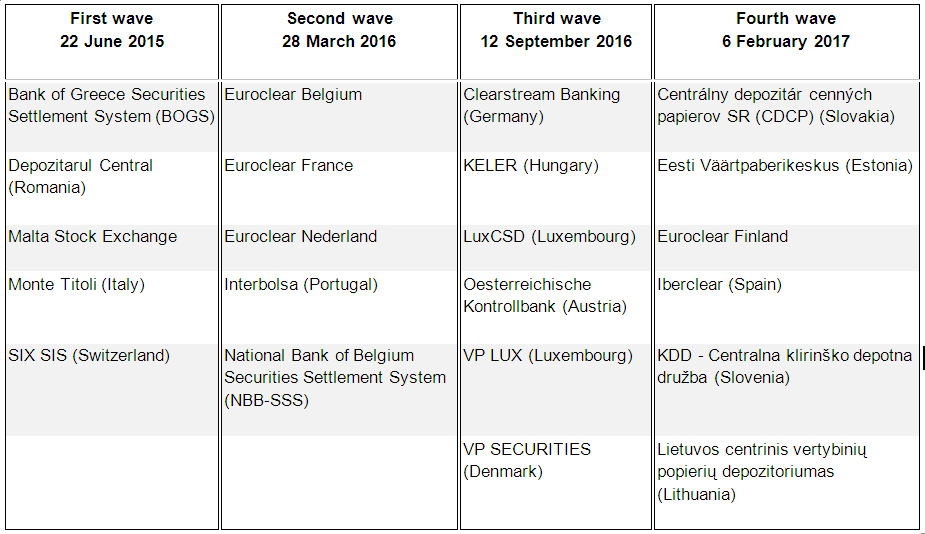 First wave
22 June 2015
Second wave
28 March 2016
Third wave
12 September 2016
Fourth wave
6 February 2017
Bank of Greece Securities
Settlement System (BOGS)
Euroclear Belgium
Clearstream Banking
(Germany)
Centrálny depozitár cenných
papierov SR (CDCP) (Slovakia)
Depozitarul Central
(Romania)
Euroclear France
KELER (Hungary)
Eesti Väärtpaberikeskus (Estonia)
Malta Stock Exchange
Euroclear Nederland
LuxCSD (Luxembourg)
Euroclear Finland
Monte Titoli (Italy)
Interbolsa (Portugal)
Oesterreichische
Kontrollbank (Austria)
Iberclear (Spain)
SIX SIS (Switzerland)
National Bank of Belgium
Securities Settlement System
(NBB-SSS)
VP LUX (Luxembourg)
KDD - Centralna klirinško depotna
družba (Slovenia)
VP SECURITIES
(Denmark)
Lietuvos centrinis vertybinių
popierių depozitoriumas
(Lithuania)